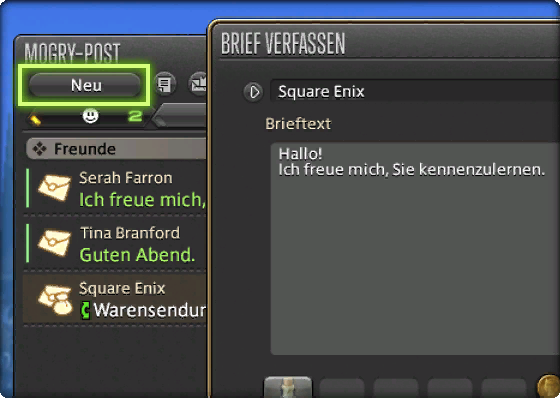 MOGRY-POST
Neu
2
Freunde
Serah Farron
Ich freue mich,
Tina Branford
Guten Abend.
Square Enix
Warensendur
BRIEF VERFASSEN
Square Enix
Brieftext
Hallo!
Ich freue mich, Sie kennenzulernen.